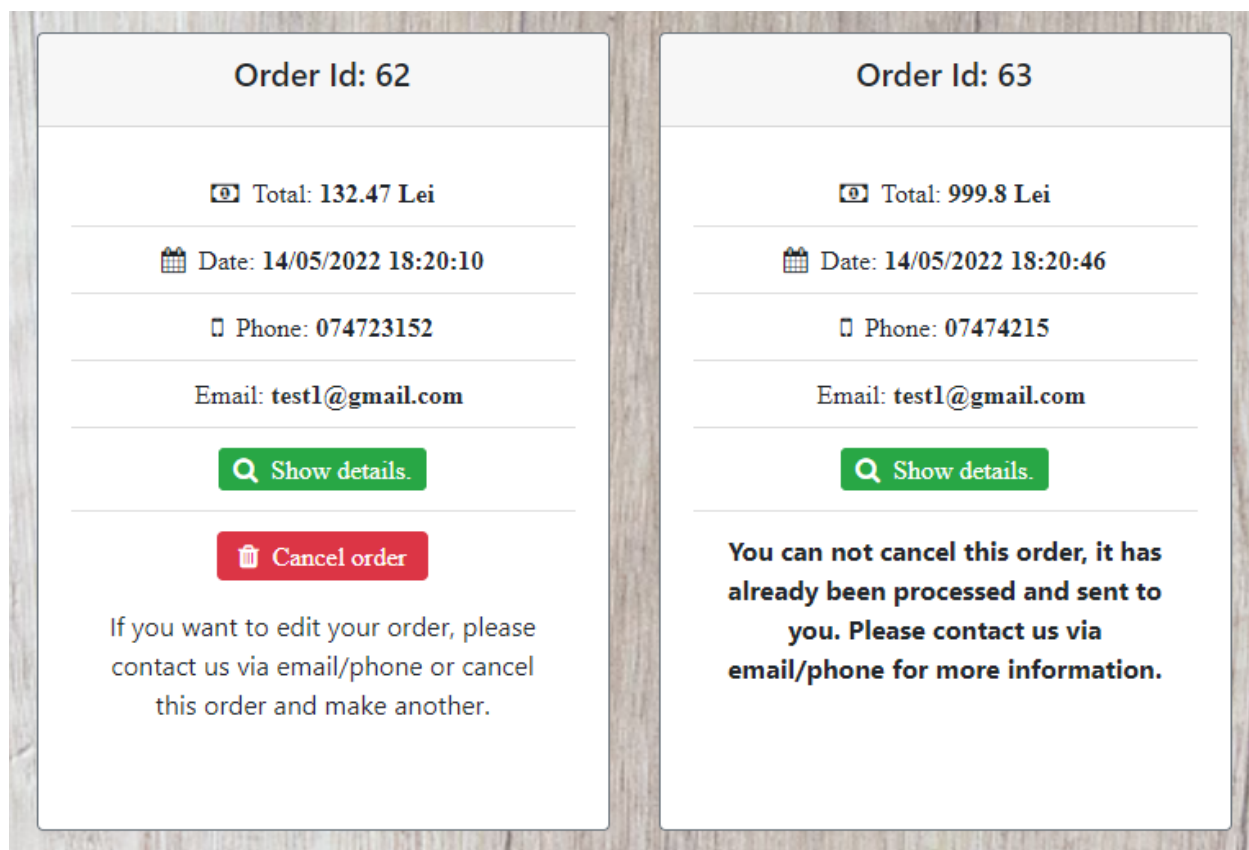 Order Id: 62
Total: 132.47 Lei
Date: 14/05/2022 18:20:10
Phone: 074723152
Email: test1@gmail.com
Show details.
Cancel order
If you want to edit your order, please
contact us via email/phone or cancel
this order and make another.
Order Id: 63
Total: 999.8 Lei
Date: 14/05/2022 18:20:46
Phone: 07474215
Email: test1@gmail.com
Show details.
You can not cancel this order, it has
already been processed and sent to
you. Please contact us via
email/phone for more information.